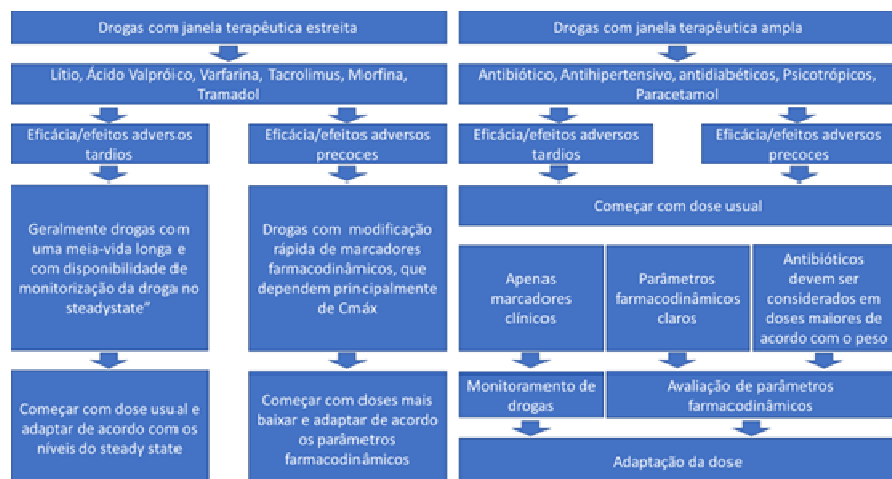 Drogas com janela terapêutica estreita
Lítio, Ácido Valpróico, Varfarina, Tacrolimus, Morfina,
Tramadol
Eficácia/efeitos adversos
tardios
Eficácia/efeitos adversos
precoces
Geralmente drogas com
uma meia-vida longa e
com disponibilidade de
monitorização da droga no
steadystate”
Drogas com modificação
rápida de marcadores
farmacodinâmicos, que
dependem principalmente
de Cmáx
Começar com dose usual e
adaptar de acordo com os
níveis do steady state
Começar com doses mais
baixar e adaptar de acordo
os parâmetros
farmacodinâmicos
Drogas com janela terapêutica ampla
Antibiótico, Antihipertensivo, antidiabéticos, Psicotrópicos,
Paracetamol
Eficácia/efeitos adversos
tardios
Eficácia/efeitos adversos
precoces
Começar com dose usual
Apenas
marcadores
clínicos
Parâmetros
farmacodinâmicos
claros
Antibióticos
devem ser
considerados em
doses maiores de
acordo com o peso
Monitoramento de
drogas
Avaliação de parâmetros
farmacodinâmicos
Adaptação da dose